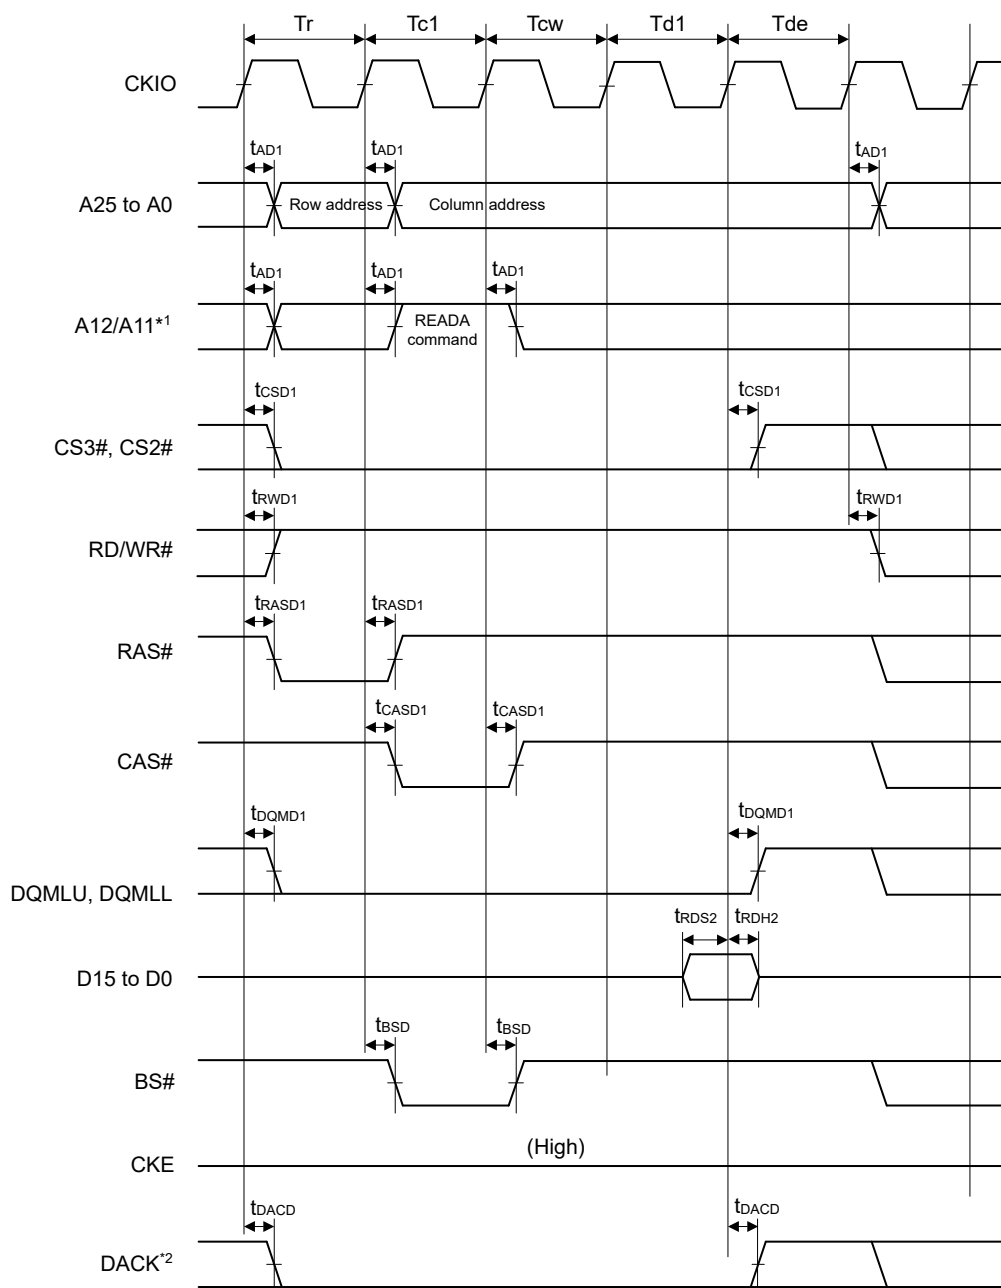 Tr Tc1 Tcw Td1 Tde
CKIO
tAD1 tAD1 tAD1
A25 to A0 Row address Column address
tAD1 tAD1 tAD1
A12/A11*1 READA command
tCSD1 tCSD1
CS3#, CS2#
tRWD1 tRWD1
RD/WR#
tRASD1 tRASD1
RAS#
tCASD1 tCASD1
CAS#
tDQMD1 tDQMD1
DQMLU, DQMLL
tRDS2 tRDH2
D15 to D0
tBSD tBSD
BS#
(High)
CKE
tDACD tDACD
DACK*2